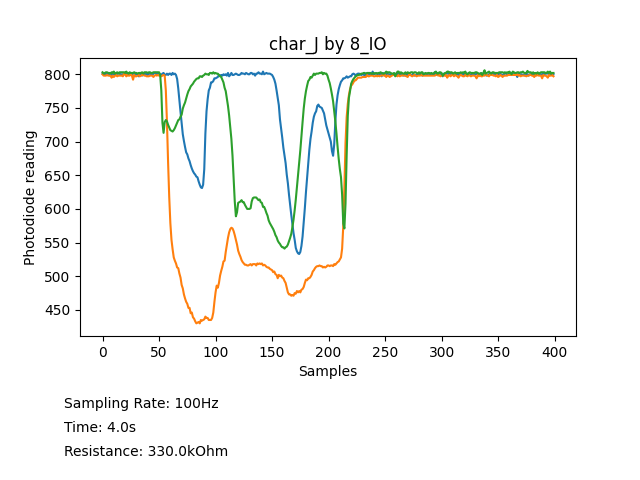 char_J by 8_IO
Photodiode reading
800
750
700
650
600
550
500
450
0 50 100 150 200 250 300 350 400
Samples
Sampling Rate: 100Hz
Time: 4.0s
Resistance: 330.0kOhm